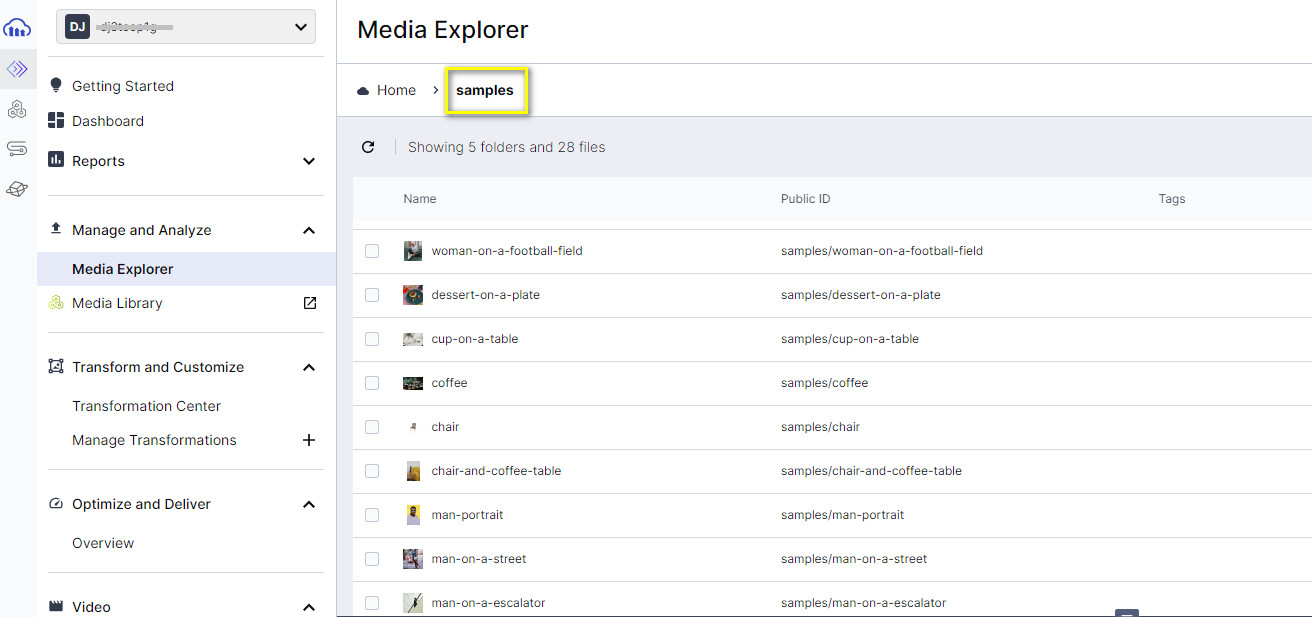 DJ
Getting Started
Dashboard
Reports
Manage and Analyze
Media Explorer
Media Library
Transform and Customize
Transformation Center
Manage Transformations
Optimize and Deliver
Overview
Video
Media Explorer
Home > samples
Showing 5 folders and 28 files
Name Public ID Tags
woman-on-a-football-field samples/woman-on-a-football-field
dessert-on-a-plate samples/dessert-on-a-plate
cup-on-a-table samples/cup-on-a-table
coffee samples/coffee
chair samples/chair
chair-and-coffee-table samples/chair-and-coffee-table
man-portrait samples/man-portrait
man-on-a-street samples/man-on-a-street
man-on-a-escalator samples/man-on-a-escalator